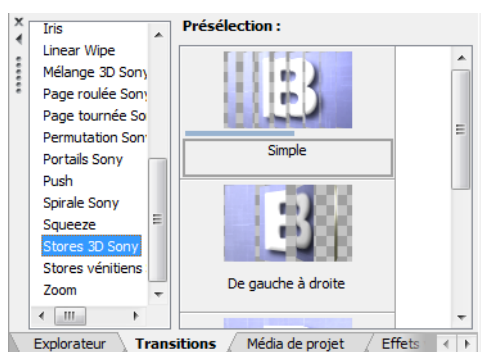 Présélection :
Iris
Linear Wipe
Mélange 3D Sony
Page roulée Sony
Page tournée So
Permutation Son
Portails Sony
Push
Spirale Sony
Squeeze
Stores 3D Sony
Stores vénitiens
Zoom
B
Simple
B
De gauche à droite
Explorateur
Transitions
Média de projet
Effets